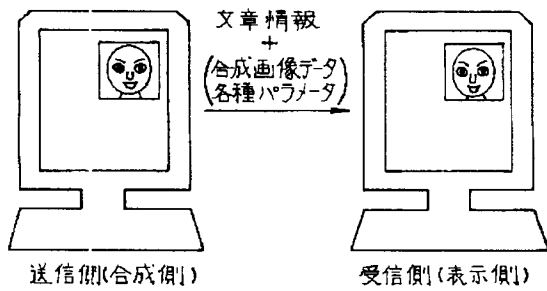 文章情報
+
(合成画像データ
各種パラメータ)
送信側(合成側)
受信側(表示側)